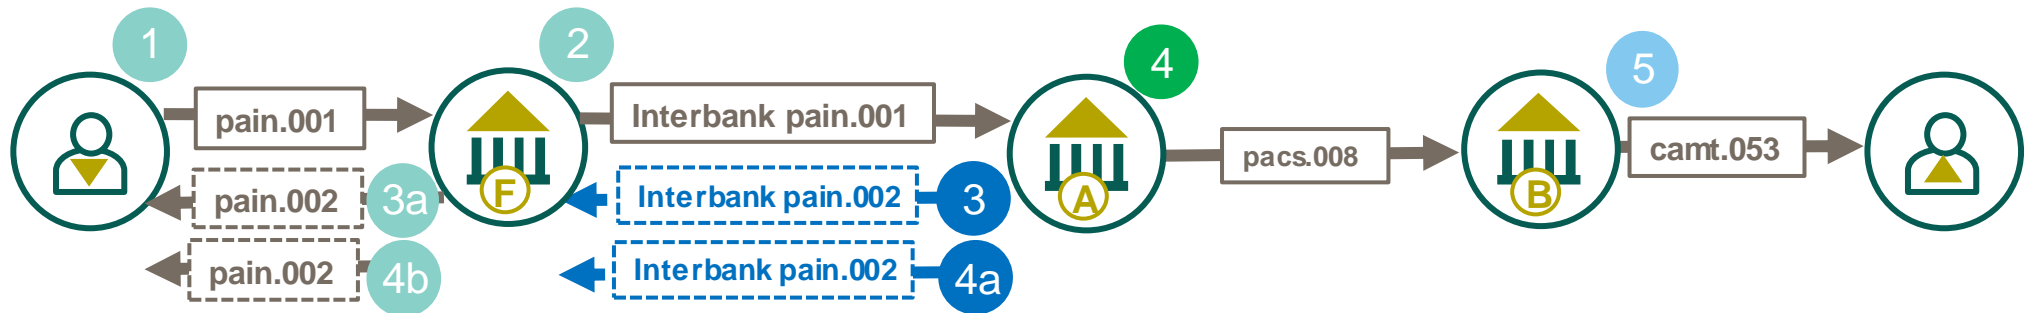 1
2
4
5
pain.001
Interbank pain.001
pacs.008
camt.053
pain.002
3a
F
Interbank pain.002
3
A
B
pain.002
4b
Interbank pain.002
4a